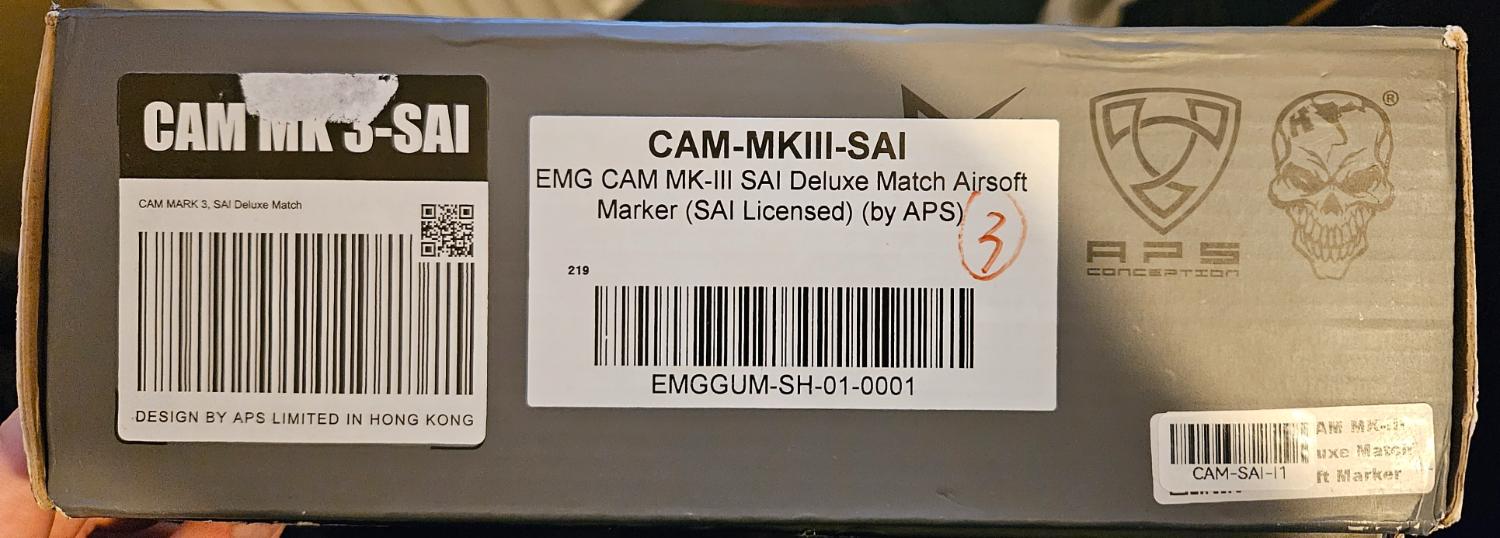 CAM MK 3-SAI
CAM MARK 3, SAI Deluxe Match
DESIGN BY APS LIMITED IN HONG KONG
CAM-MKIII-SAI
EMG CAM MK-III SAI Deluxe Match Airsoft
Marker (SAI Licensed) (by APS)
3
219
EMGGUM-SH-01-0001
APS
CONCEPTION
®
CAM-SAI-I1
Match
Marker